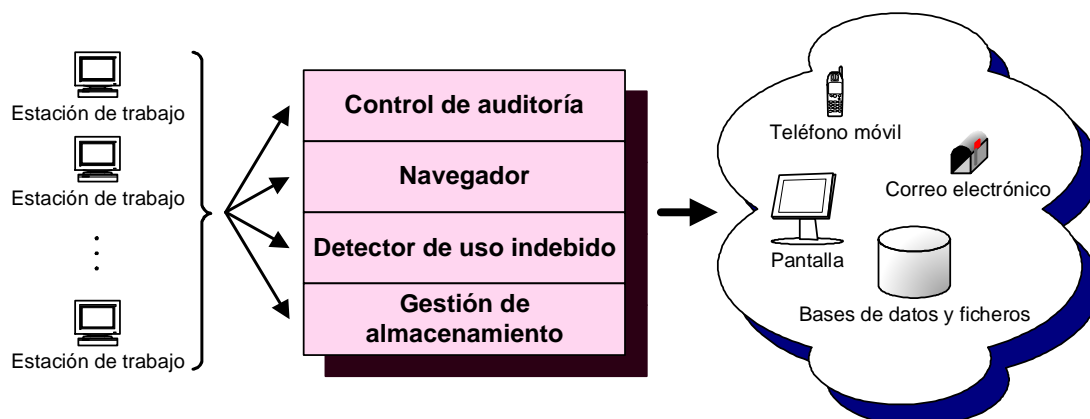 Estación de trabajo
Estación de trabajo
Estación de trabajo
Control de auditoría
Navegador
Detector de uso indebido
Gestión de
almacenamiento
Teléfono móvil
Correo electrónico
Pantalla
Bases de datos y ficheros